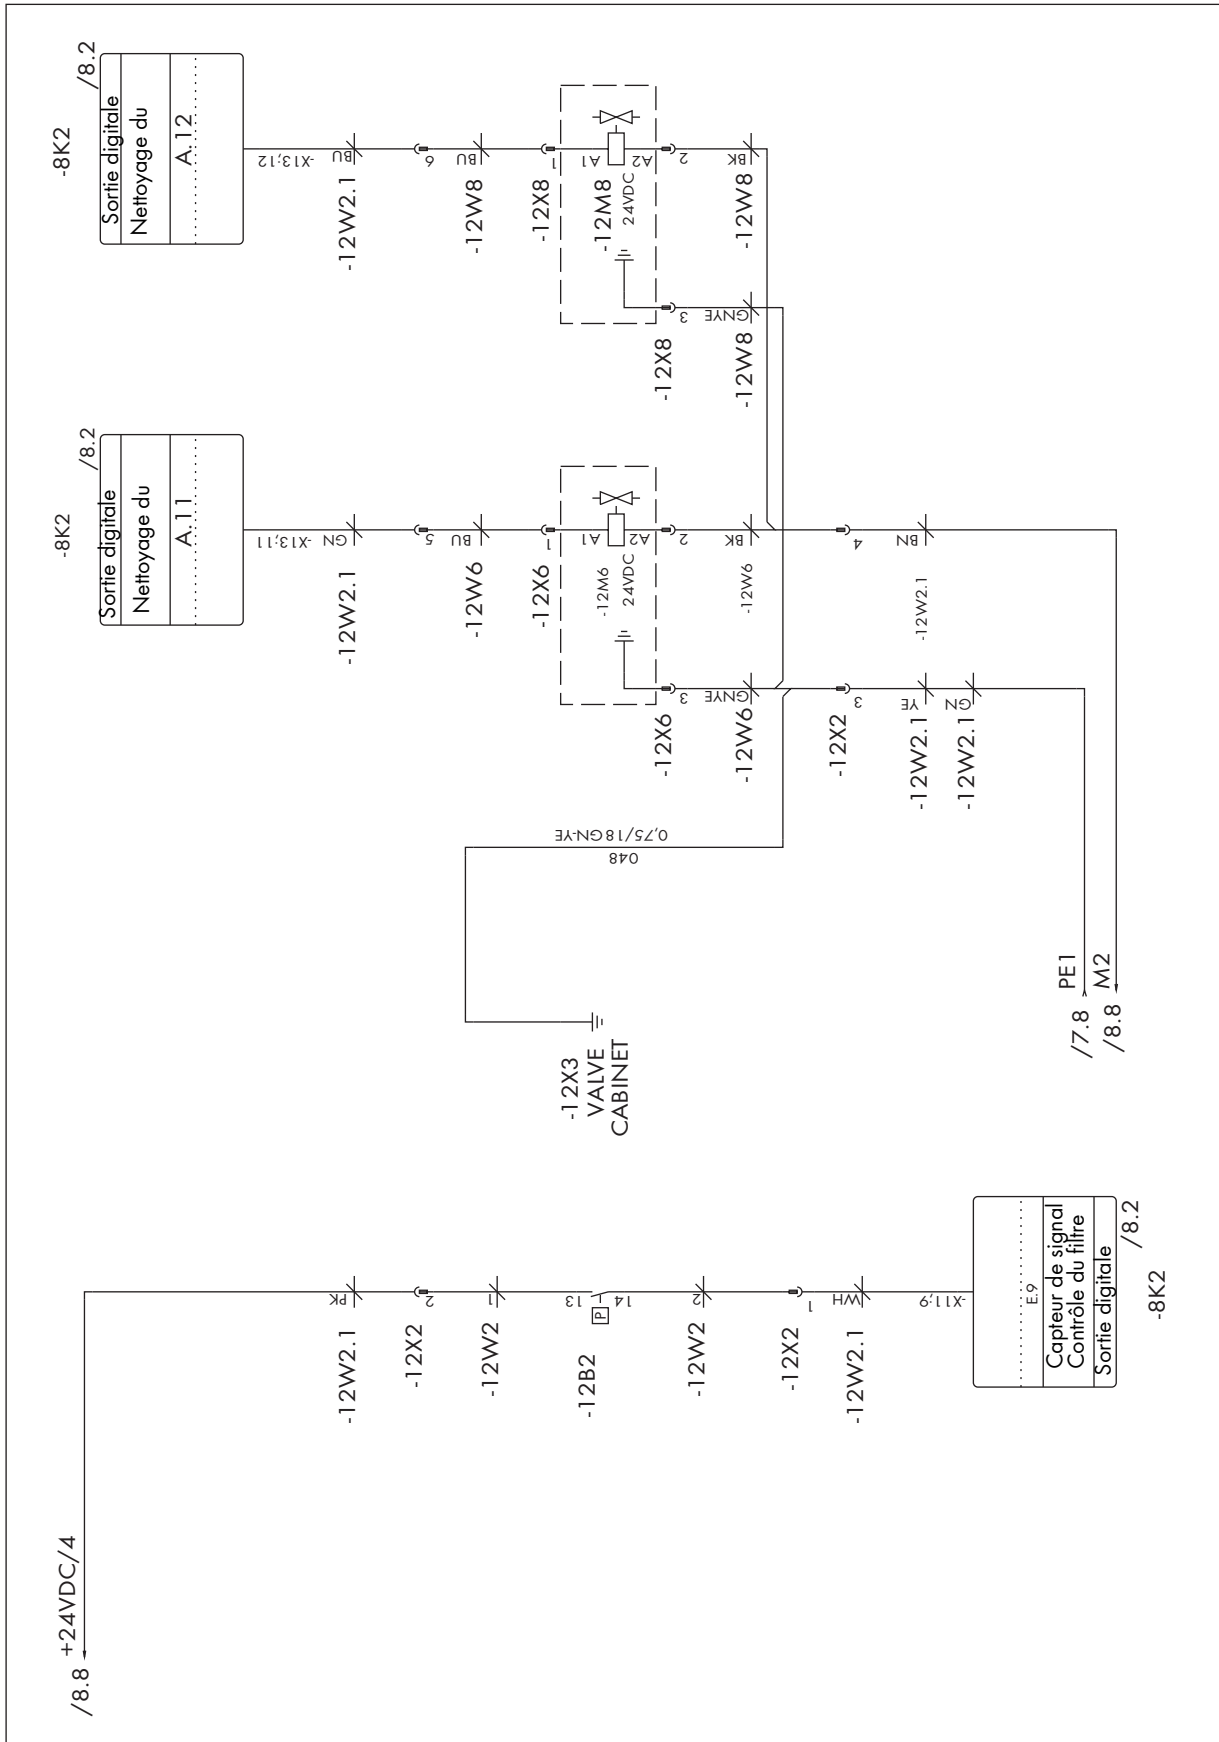 /8.8
+24VDC/4
-12W2.1
PK
-12X2
2
-12W2
1
-12B2
13
14
P
-12W2
2
-12X2
1
-12W2.1
WH
-X11;9
E.9
Capteur de signal
Contrôle du filtre
Sortie digitale
/8.2
-8K2
-12X3
VALVE
CABINET
048
0,75/18GN-YE
/7.8
PE1
/8.8
M2
-8K2
/8.2
Sortie digitale
Nettoyage du
A.11
-X13;11
GN
-12W2.1
5
BU
-12W6
1
-12X6
A1
A2
-12M6
24VDC
2
BK
-12W6
4
BN
-12W2.1
3
-12X6
GNYE
-12W6
3
-12X2
YE
-12W2.1
GN
-12W2.1
-8K2
/8.2
Sortie digitale
Nettoyage du
A.12
-X13;12
BU
-12W2.1
6
BU
-12W8
1
-12X8
A1
A2
-12M8
24VDC
2
BK
-12W8
3
-12X8
GNYE
-12W8